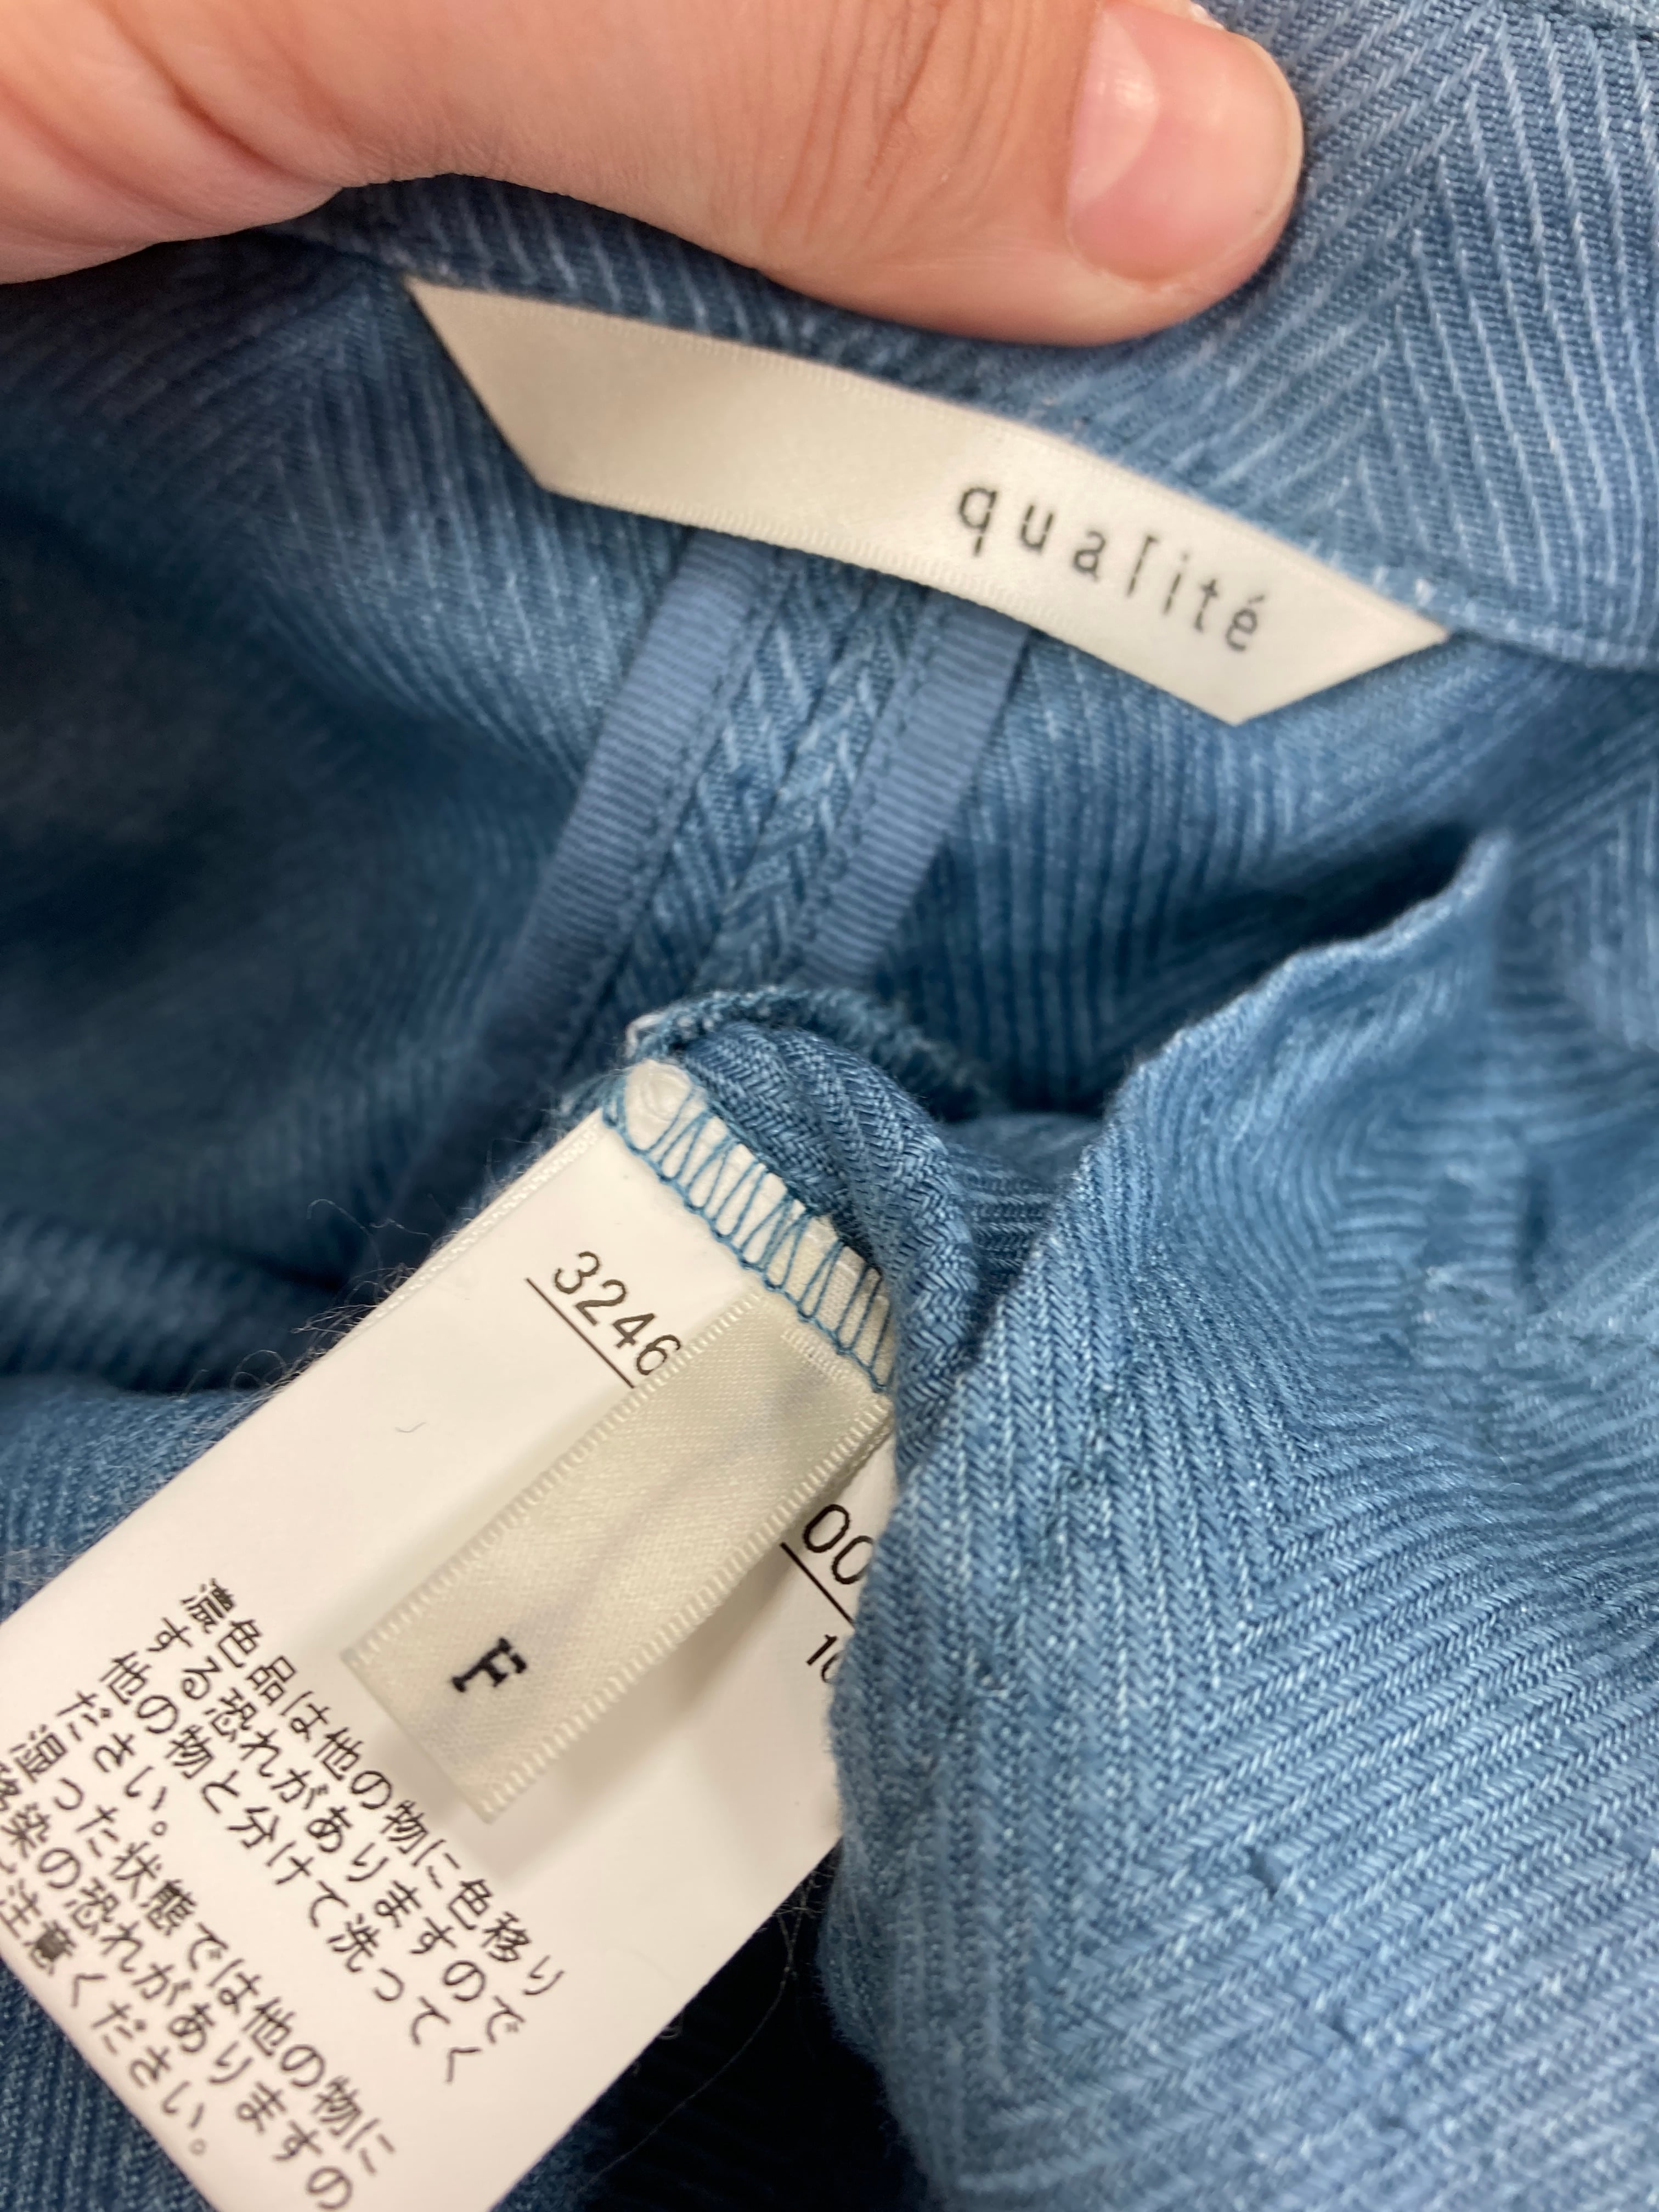 qualité
3246
00
10
F
濃色品は他の物に色移り
する恐れがありますので
他の物と分けて洗ってく
ださい。
湿った状態では他の物に
移染の恐れがありますの
注意ください。